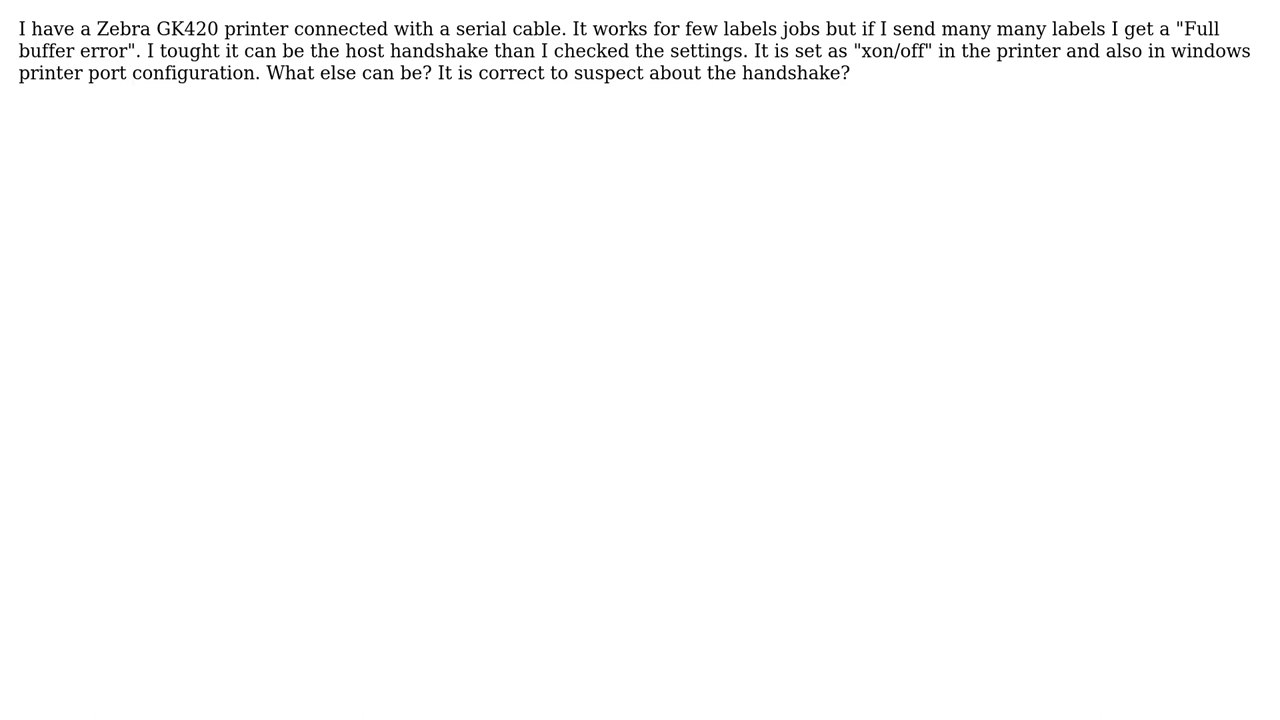 I have a Zebra GK420 printer connected with a serial cable. It works for few labels jobs but if I send many many labels I get a "Full
buffer error". I tought it can be the host handshake than I checked the settings. It is set as "xon/off" in the printer and also in windows
printer port configuration. What else can be? It is correct to suspect about the handshake?